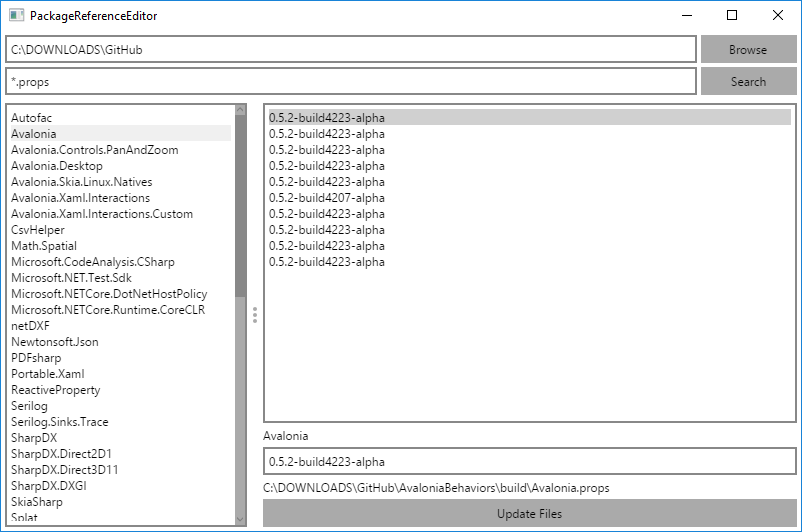 PackageReferenceEditor
C:\DOWNLOADS\GitHub
Browse
*.props
Search
Autofac
Avalonia
Avalonia.Controls.PanAndZoom
Avalonia.Desktop
Avalonia.Skia.Linux.Natives
Avalonia.Xaml.Interactions
Avalonia.Xaml.Interactions.Custom
CsvHelper
Math.Spatial
Microsoft.CodeAnalysis.CSharp
Microsoft.NET.Test.Sdk
Microsoft.NETCore.DotNetHostPolicy
Microsoft.NETCore.Runtime.CoreCLR
netDXF
Newtonsoft.Json
PDFsharp
Portable.Xaml
ReactiveProperty
Serilog
Serilog.Sinks.Trace
SharpDX
SharpDX.Direct2D1
SharpDX.Direct3D11
SharpDX.DXGI
SkiaSharp
Splat
0.5.2-build4223-alpha
0.5.2-build4223-alpha
0.5.2-build4223-alpha
0.5.2-build4223-alpha
0.5.2-build4223-alpha
0.5.2-build4207-alpha
0.5.2-build4223-alpha
0.5.2-build4223-alpha
0.5.2-build4223-alpha
0.5.2-build4223-alpha
Avalonia
0.5.2-build4223-alpha
C:\DOWNLOADS\GitHub\AvaloniaBehaviors\build\Avalonia.props
Update Files